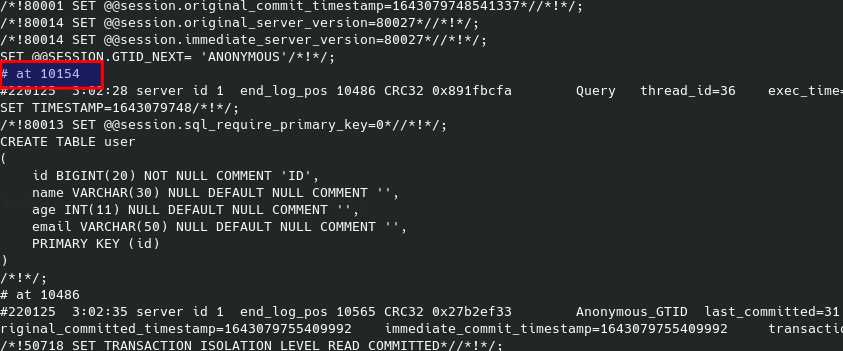 /*!80001 SET @@session.original_commit_timestamp=1643079748541337*//*!*/;
/*!80014 SET @@session.original_server_version=80027*//*!*/;
/*!80014 SET @@session.immediate_server_version=80027*//*!*/;
SET @@SESSION.GTID_NEXT= 'ANONYMOUS'/*!*/;
# at 10154
#220125  3:02:28 server id 1  end_log_pos 10486 CRC32 0x891fbcfa        Query   thread_id=36    exec_time=
SET TIMESTAMP=1643079748/*!*/;
/*!80013 SET @@session.sql_require_primary_key=0*//*!*/;
CREATE TABLE user
(
    id BIGINT(20) NOT NULL COMMENT 'ID',
    name VARCHAR(30) NULL DEFAULT NULL COMMENT '',
    age INT(11) NULL DEFAULT NULL COMMENT '',
    email VARCHAR(50) NULL DEFAULT NULL COMMENT '',
    PRIMARY KEY (id)
)
/*!*/;
# at 10486
#220125  3:02:35 server id 1  end_log_pos 10565 CRC32 0x27b2ef33        Anonymous_GTID  last_committed=31
riginal_committed_timestamp=1643079755409992    immediate_commit_timestamp=1643079755409992     transactio
/*!50718 SET TRANSACTION ISOLATION LEVEL READ COMMITTED*//*!*/;